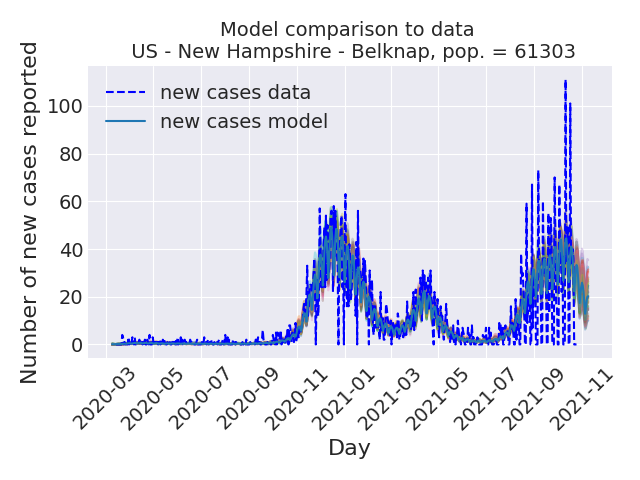 Model comparison to data
US - New Hampshire - Belknap, pop. = 61303
new cases data
new cases model
Number of new cases reported
100
80
60
40
20
0
2020-03
2020-05
2020-07
2020-09
2020-11
2021-01
2021-03
2021-05
2021-07
2021-09
2021-11
Day